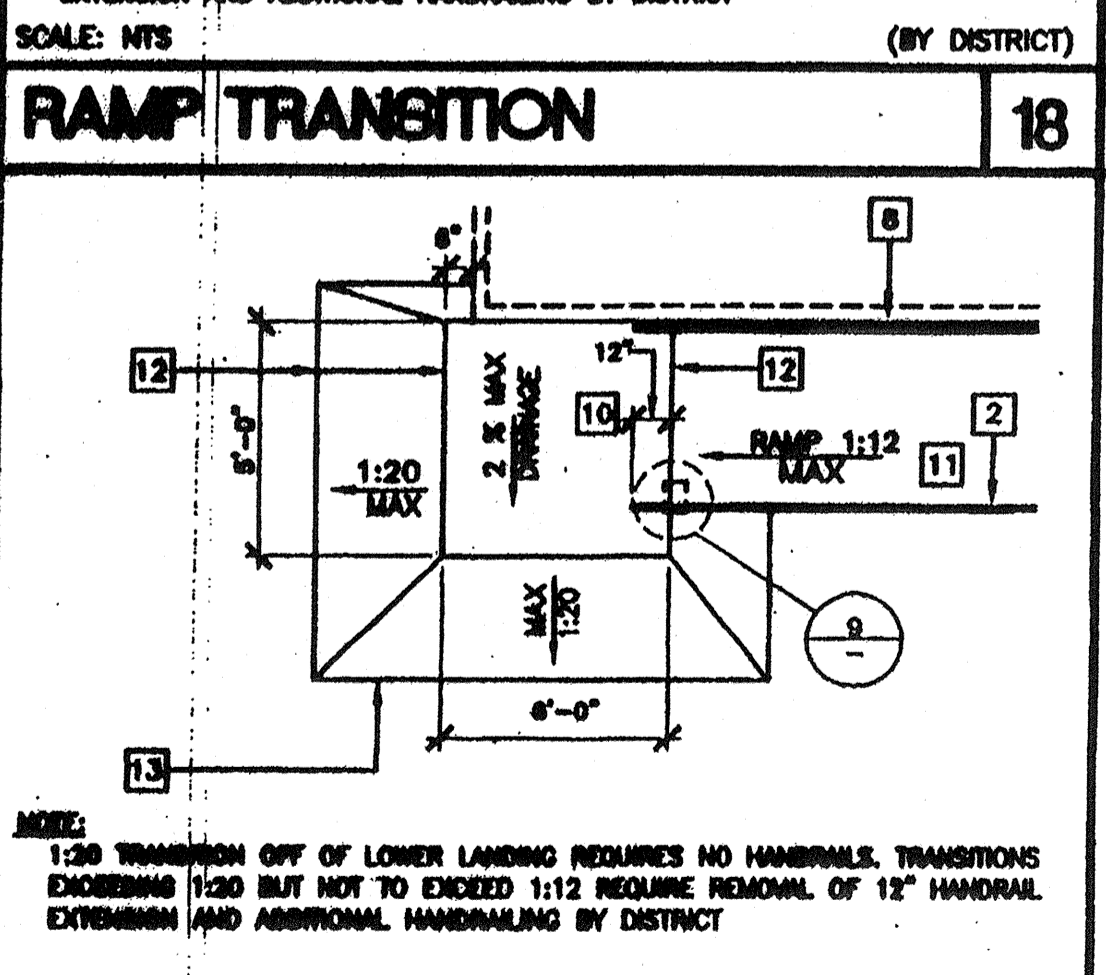 SCALE: NTS
(BY DISTRICT)
RAMP TRANSITION
18
6"
8
12
12"
12
10
2 % MAX
DRAINAGE
5'-0"
1:20
MAX
RAMP 1:12
MAX
11
2
MAX
1:20
9
-
6'-0"
13
NOTE:
1:20 TRANSITION OFF OF LOWER LANDING REQUIRES NO HANDRAILS. TRANSITIONS
EXCEEDING 1:20 BUT NOT TO EXCEED 1:12 REQUIRE REMOVAL OF 12" HANDRAIL
EXTENSION AND ADDITIONAL HANDRAILING BY DISTRICT